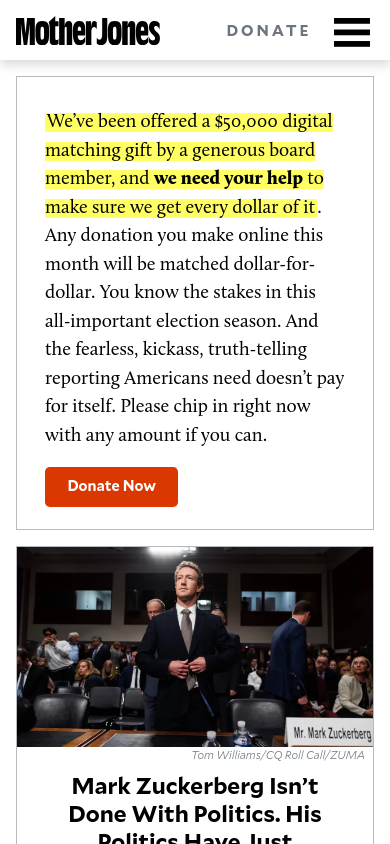 Mother Jones
DONATE
We've been offered a $50,000 digital
matching gift by a generous board
member, and we need your help to
make sure we get every dollar of it.
Any donation you make online this
month will be matched dollar-for-
dollar. You know the stakes in this
all-important election season. And
the fearless, kickass, truth-telling
reporting Americans need doesn't pay
for itself. Please chip in right now
with any amount if you can.
Donate Now
Mr. Mark Zuckerberg
Tom Williams/CQ Roll Call/ZUMA
Mark Zuckerberg Isn't
Done With Politics. His
Politics Have Just